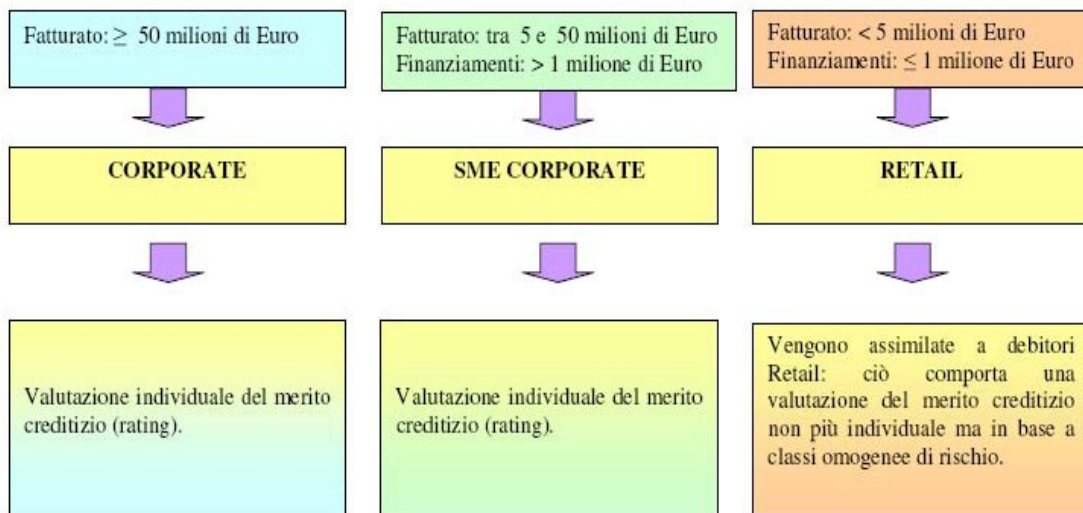 Fatturato: ≥ 50 milioni di Euro
Fatturato: tra 5 e 50 milioni di Euro
Finanziamenti: > 1 milione di Euro
Fatturato: < 5 milioni di Euro
Finanziamenti: ≤ 1 milione di Euro
CORPORATE
SME CORPORATE
RETAIL
Valutazione individuale del merito
creditizio (rating).
Valutazione individuale del merito
creditizio (rating).
Vengono assimilate a debitori
Retail: ciò comporta una
valutazione del merito creditizio
non più individuale ma in base a
classi omogenee di rischio.